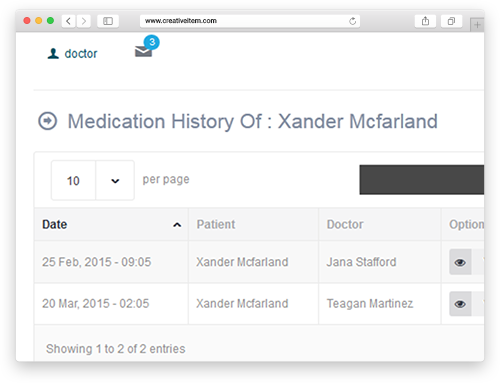 www.creativeitem.com
doctor 3
Medication History Of : Xander Mcfarland
10 per page
Date Patient Doctor Option
25 Feb, 2015 - 09:05 Xander Mcfarland Jana Stafford
20 Mar, 2015 - 02:05 Xander Mcfarland Teagan Martinez
Showing 1 to 2 of 2 entries